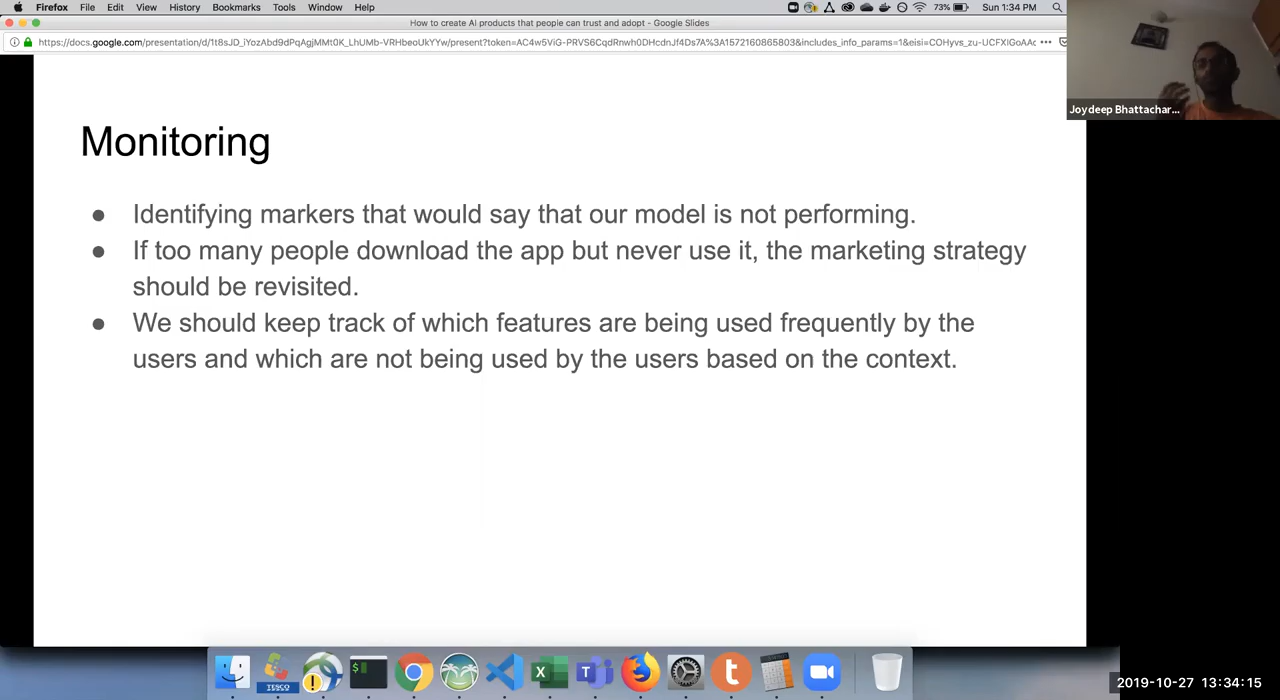 Firefox File Edit View History Bookmarks Tools Window Help 73% Sun 1:34 PM
How to create AI products that people can trust and adopt - Google Slides
Joydeep Bhattachar...
Monitoring
● Identifying markers that would say that our model is not performing.
● If too many people download the app but never use it, the marketing strategy
should be revisited.
● We should keep track of which features are being used frequently by the
users and which are not being used by the users based on the context.
TESCO
2019-10-27 13:34:15